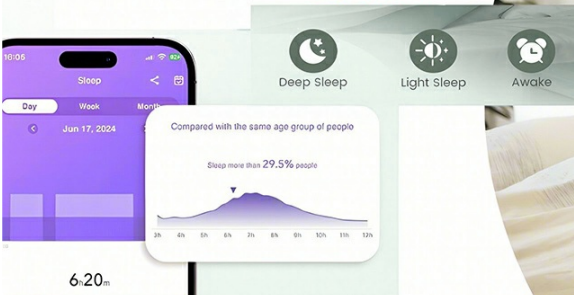 16:05
Sleep
Day Week Month
Jun 17, 2024
6h20m
Compared with the same age group of people
Sleep more than 29.5% people
3h 4h 5h 6h 7h 8h 9h 10h 11h 12h
Deep Sleep
Light Sleep
Awake